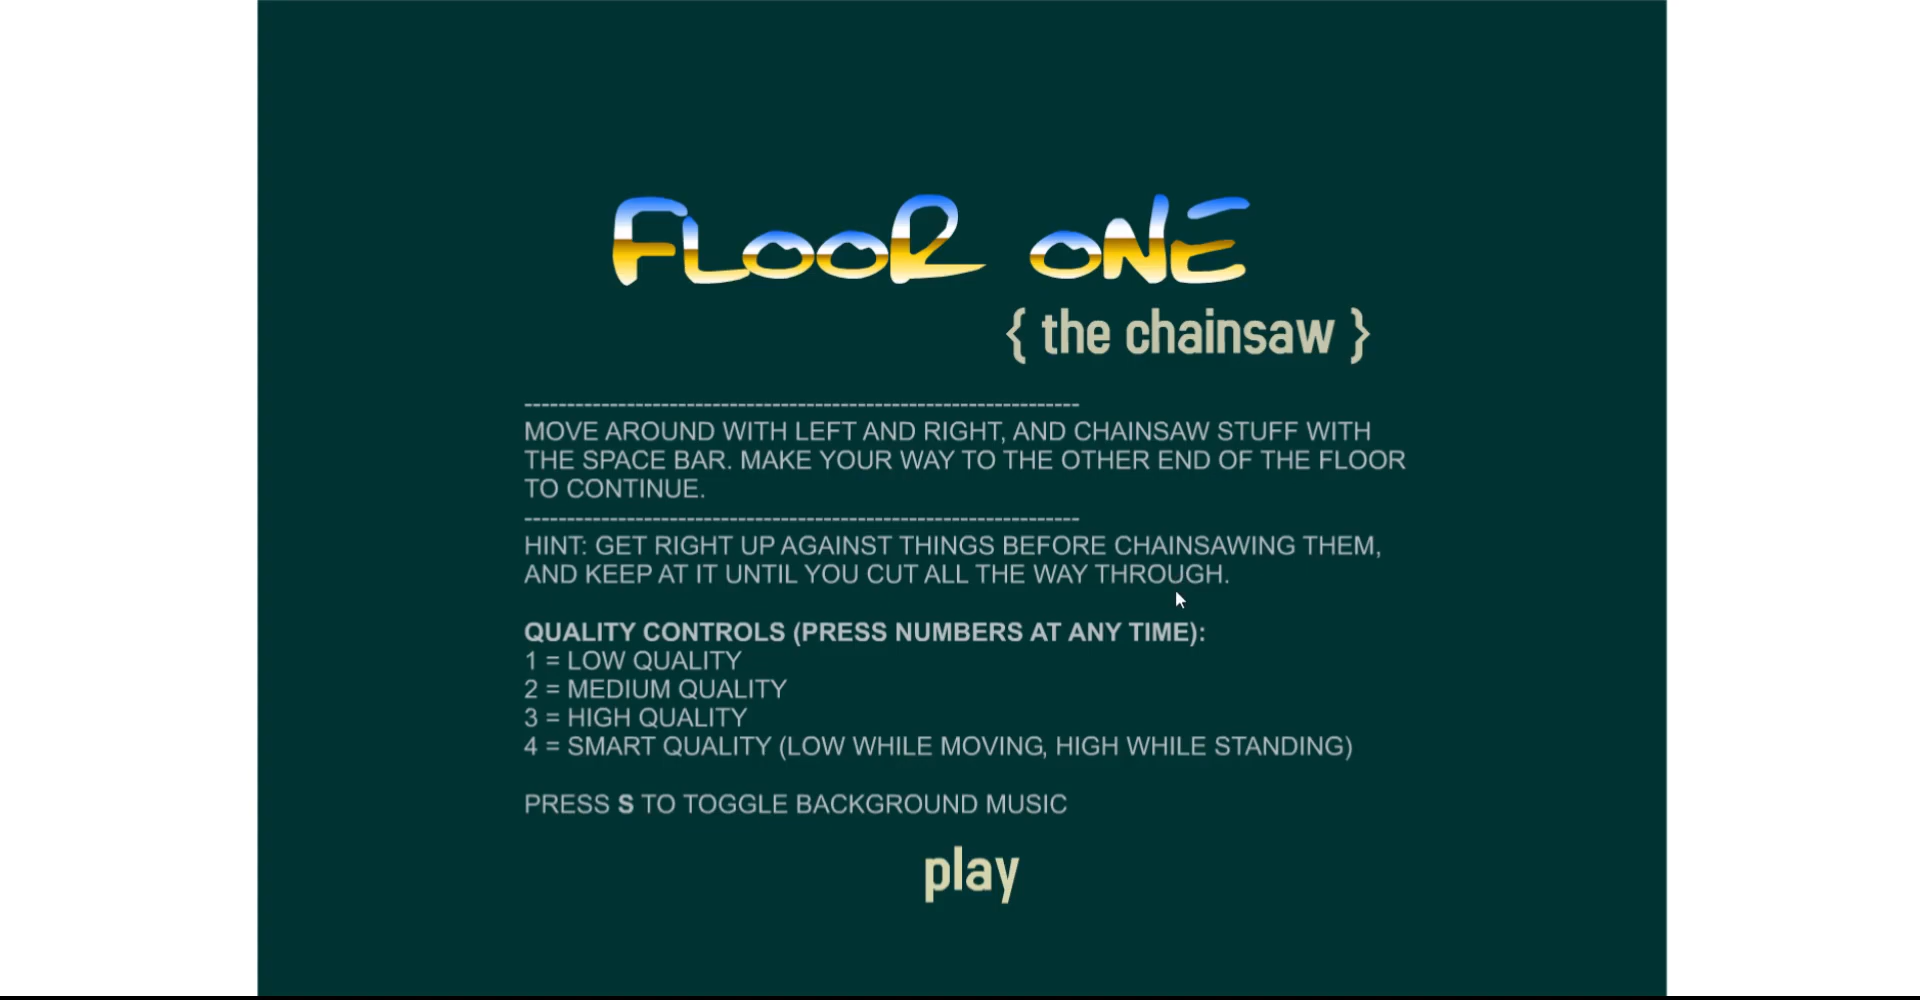 FLOOR ONE
{ the chainsaw }
-----------------------------------------------------------------
MOVE AROUND WITH LEFT AND RIGHT, AND CHAINSAW STUFF WITH
THE SPACE BAR. MAKE YOUR WAY TO THE OTHER END OF THE FLOOR
TO CONTINUE.
-----------------------------------------------------------------
HINT: GET RIGHT UP AGAINST THINGS BEFORE CHAINSAWING THEM,
AND KEEP AT IT UNTIL YOU CUT ALL THE WAY THROUGH.
QUALITY CONTROLS (PRESS NUMBERS AT ANY TIME):
1 = LOW QUALITY
2 = MEDIUM QUALITY
3 = HIGH QUALITY
4 = SMART QUALITY (LOW WHILE MOVING, HIGH WHILE STANDING)
PRESS S TO TOGGLE BACKGROUND MUSIC
play